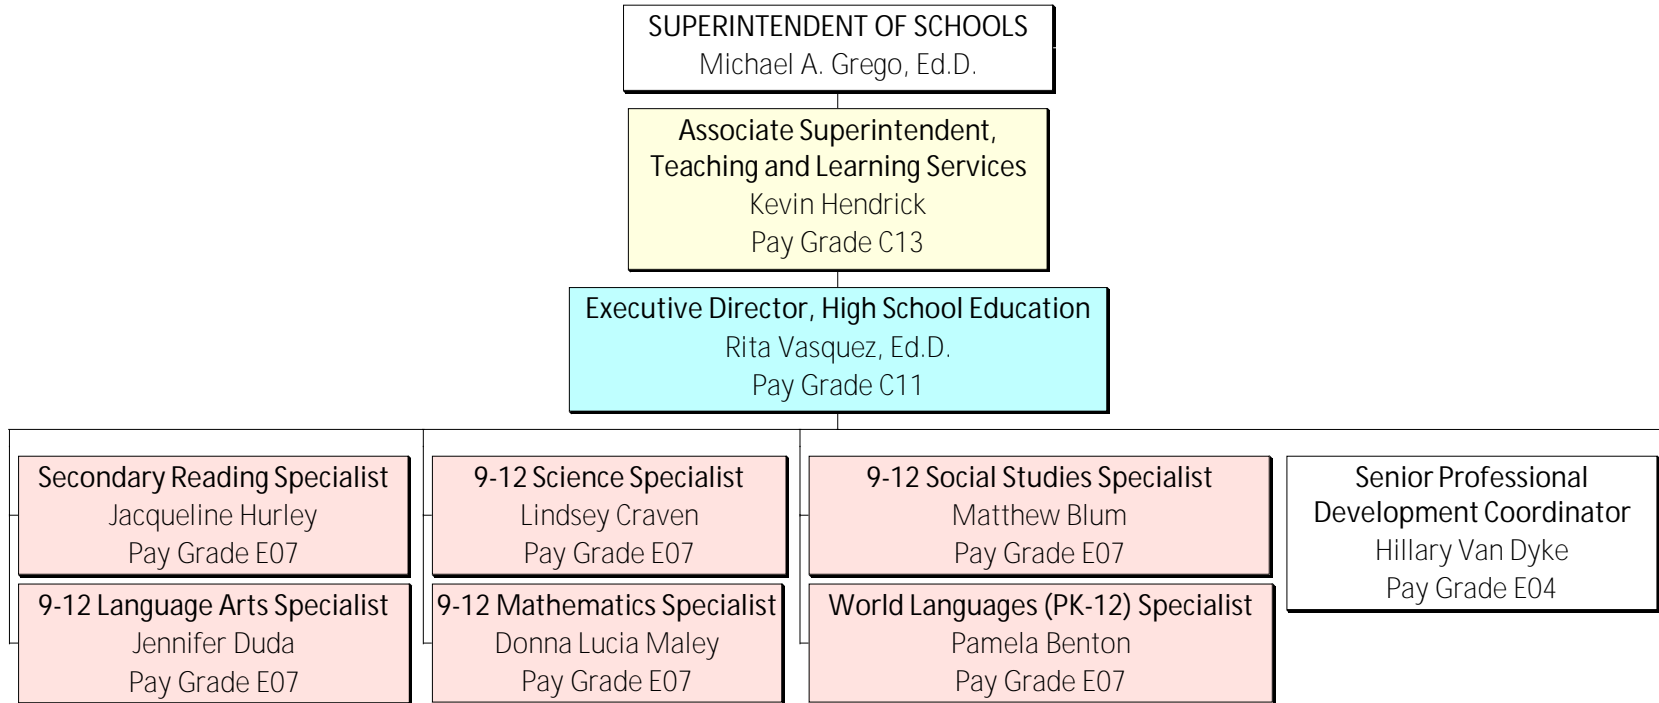 SUPERINTENDENT OF SCHOOLS
Michael A. Grego, Ed.D.
Associate Superintendent,
Teaching and Learning Services
Kevin Hendrick
Pay Grade C13
Executive Director, High School Education
Rita Vasquez, Ed.D.
Pay Grade C11
Secondary Reading Specialist
Jacqueline Hurley
Pay Grade E07
9-12 Language Arts Specialist
Jennifer Duda
Pay Grade E07
9-12 Science Specialist
Lindsey Craven
Pay Grade E07
9-12 Mathematics Specialist
Donna Lucia Maley
Pay Grade E07
9-12 Social Studies Specialist
Matthew Blum
Pay Grade E07
World Languages (PK-12) Specialist
Pamela Benton
Pay Grade E07
Senior Professional
Development Coordinator
Hillary Van Dyke
Pay Grade E04